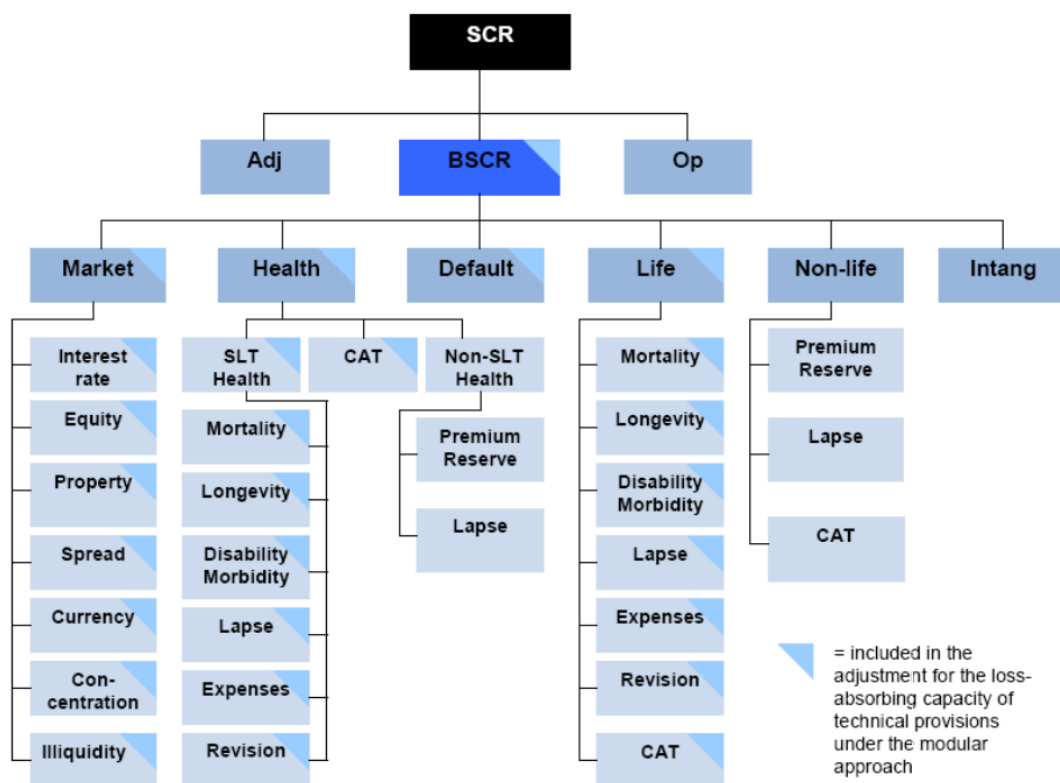 SCR
Adj
BSCR
Op
Market
Health
Default
Life
Non-life
Intang
Interest
rate
Equity
Property
Spread
Currency
Con-
centration
Illiquidity
SLT
Health
CAT
Non-SLT
Health
Mortality
Longevity
Disability
Morbidity
Lapse
Expenses
Revision
Premium
Reserve
Lapse
Mortality
Longevity
Disability
Morbidity
Lapse
Expenses
Revision
CAT
Premium
Reserve
Lapse
CAT
= included in the
adjustment for the loss-
absorbing capacity of
technical provisions
under the modular
approach